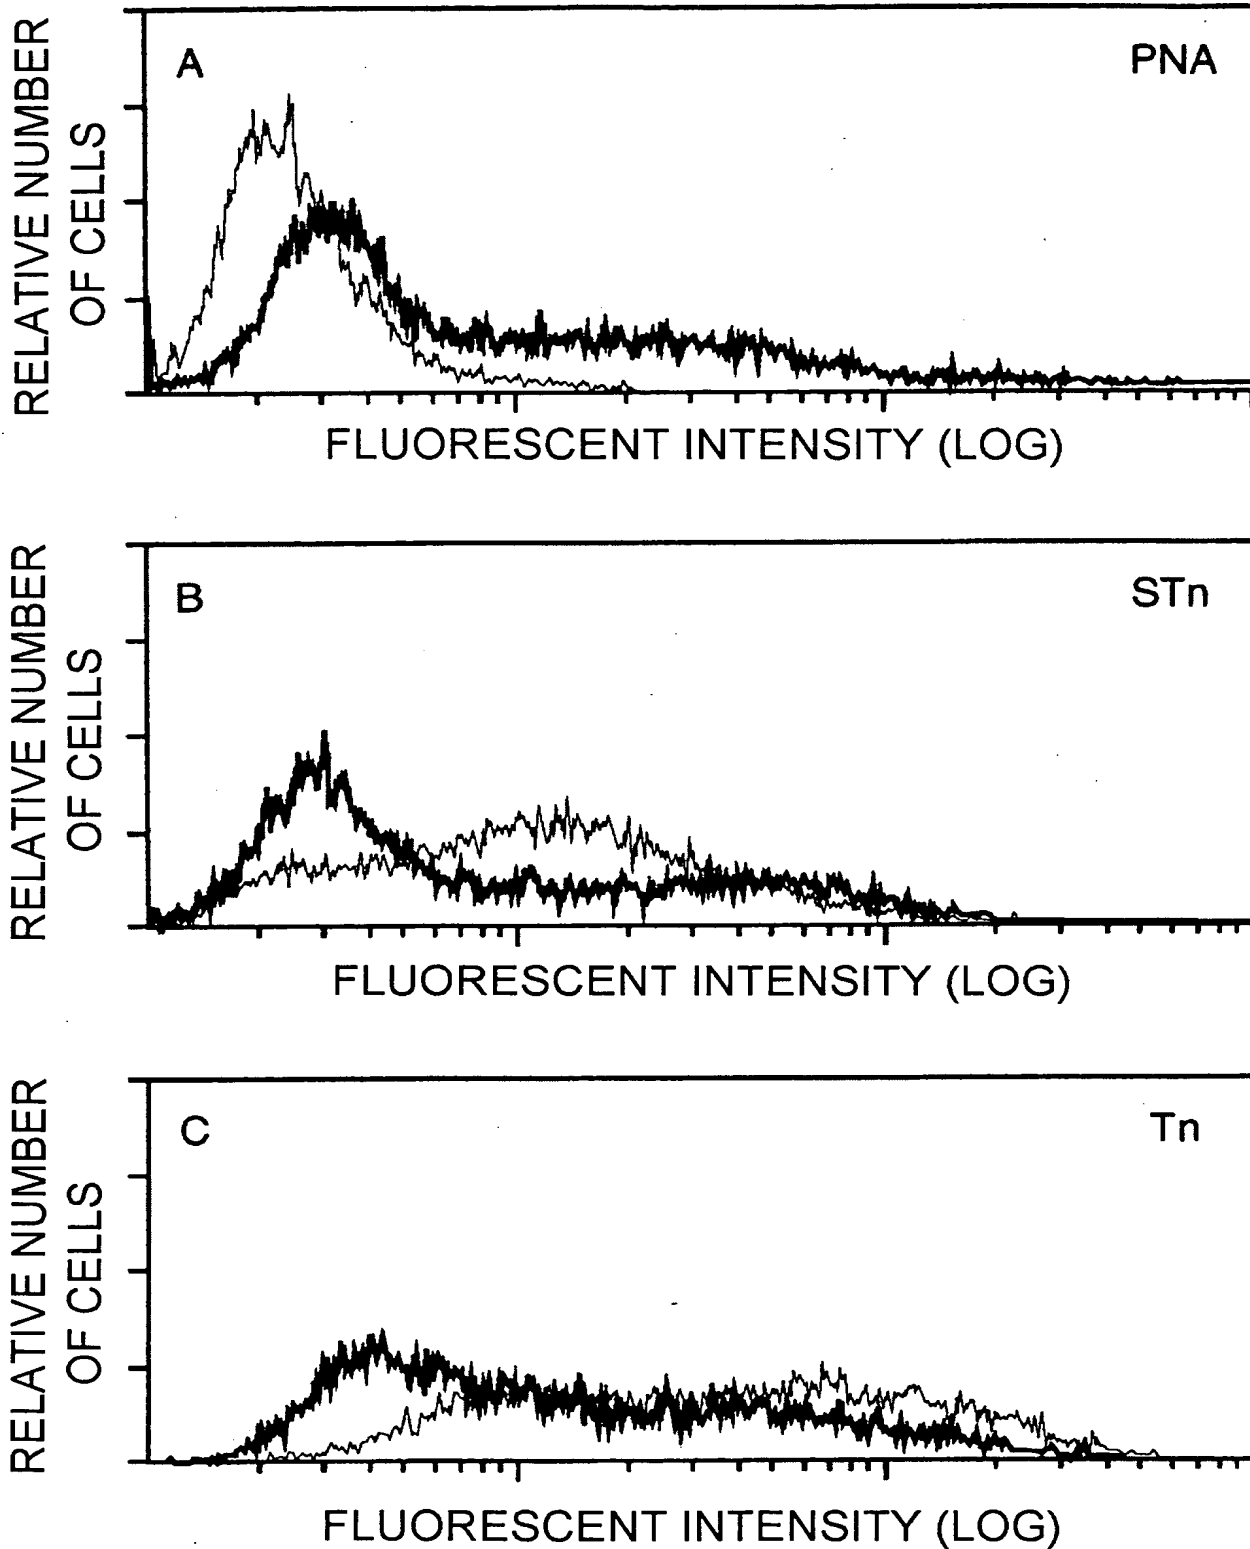 A
PNA
RELATIVE NUMBER
OF CELLS
FLUORESCENT INTENSITY (LOG)
B
STn
RELATIVE NUMBER
OF CELLS
FLUORESCENT INTENSITY (LOG)
C
Tn
RELATIVE NUMBER
OF CELLS
FLUORESCENT INTENSITY (LOG)